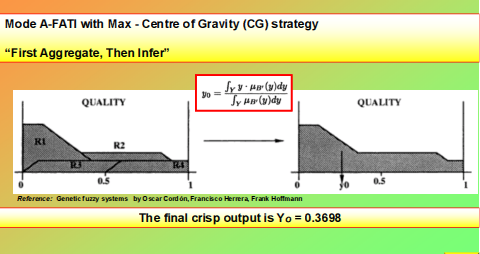 Mode A-FATI with Max - Centre of Gravity (CG) strategy
“First Aggregate, Then Infer”
y₀ = ∫_Y y · μ_B'(y)dy / ∫_Y μ_B'(y)dy
QUALITY
QUALITY
R1
R2
R3
R4
0
0.5
1
0
y0
0.5
1
Reference: Genetic fuzzy systems by Oscar Cordón, Francisco Herrera, Frank Hoffmann
The final crisp output is Yo = 0.3698